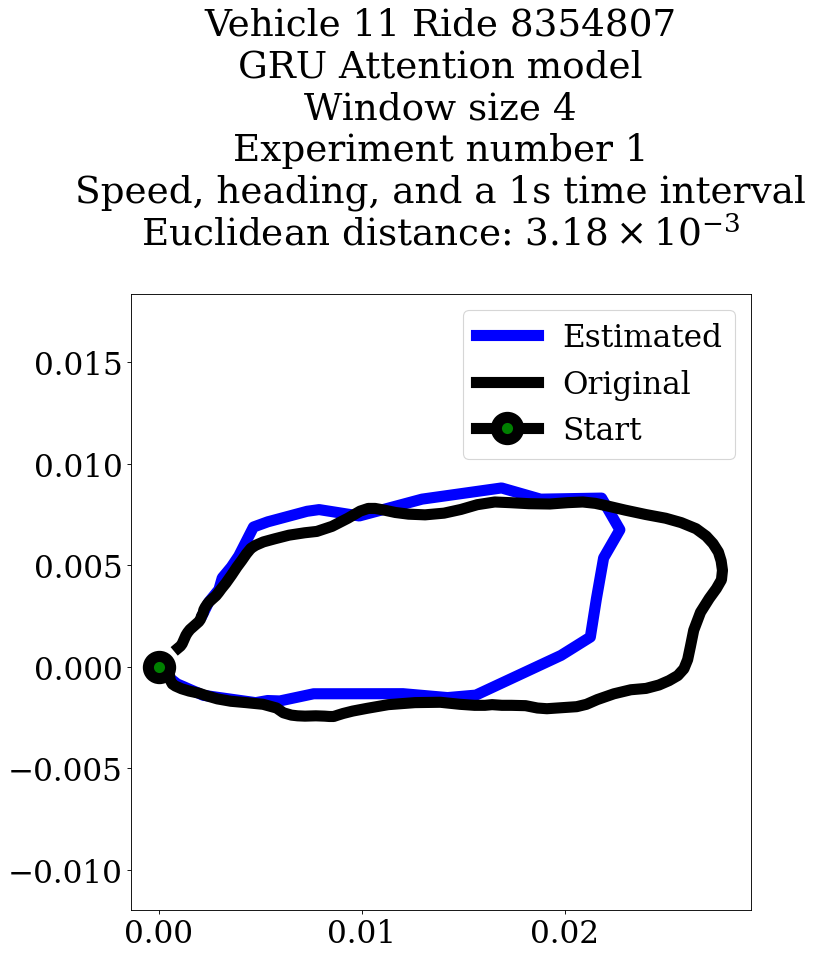 Vehicle 11 Ride 8354807
GRU Attention model
Window size 4
Experiment number 1
Speed, heading, and a 1s time interval
Euclidean distance: 3.18 × 10⁻³
Estimated
Original
Start
0.015
0.010
0.005
0.000
−0.005
−0.010
0.00 0.01 0.02